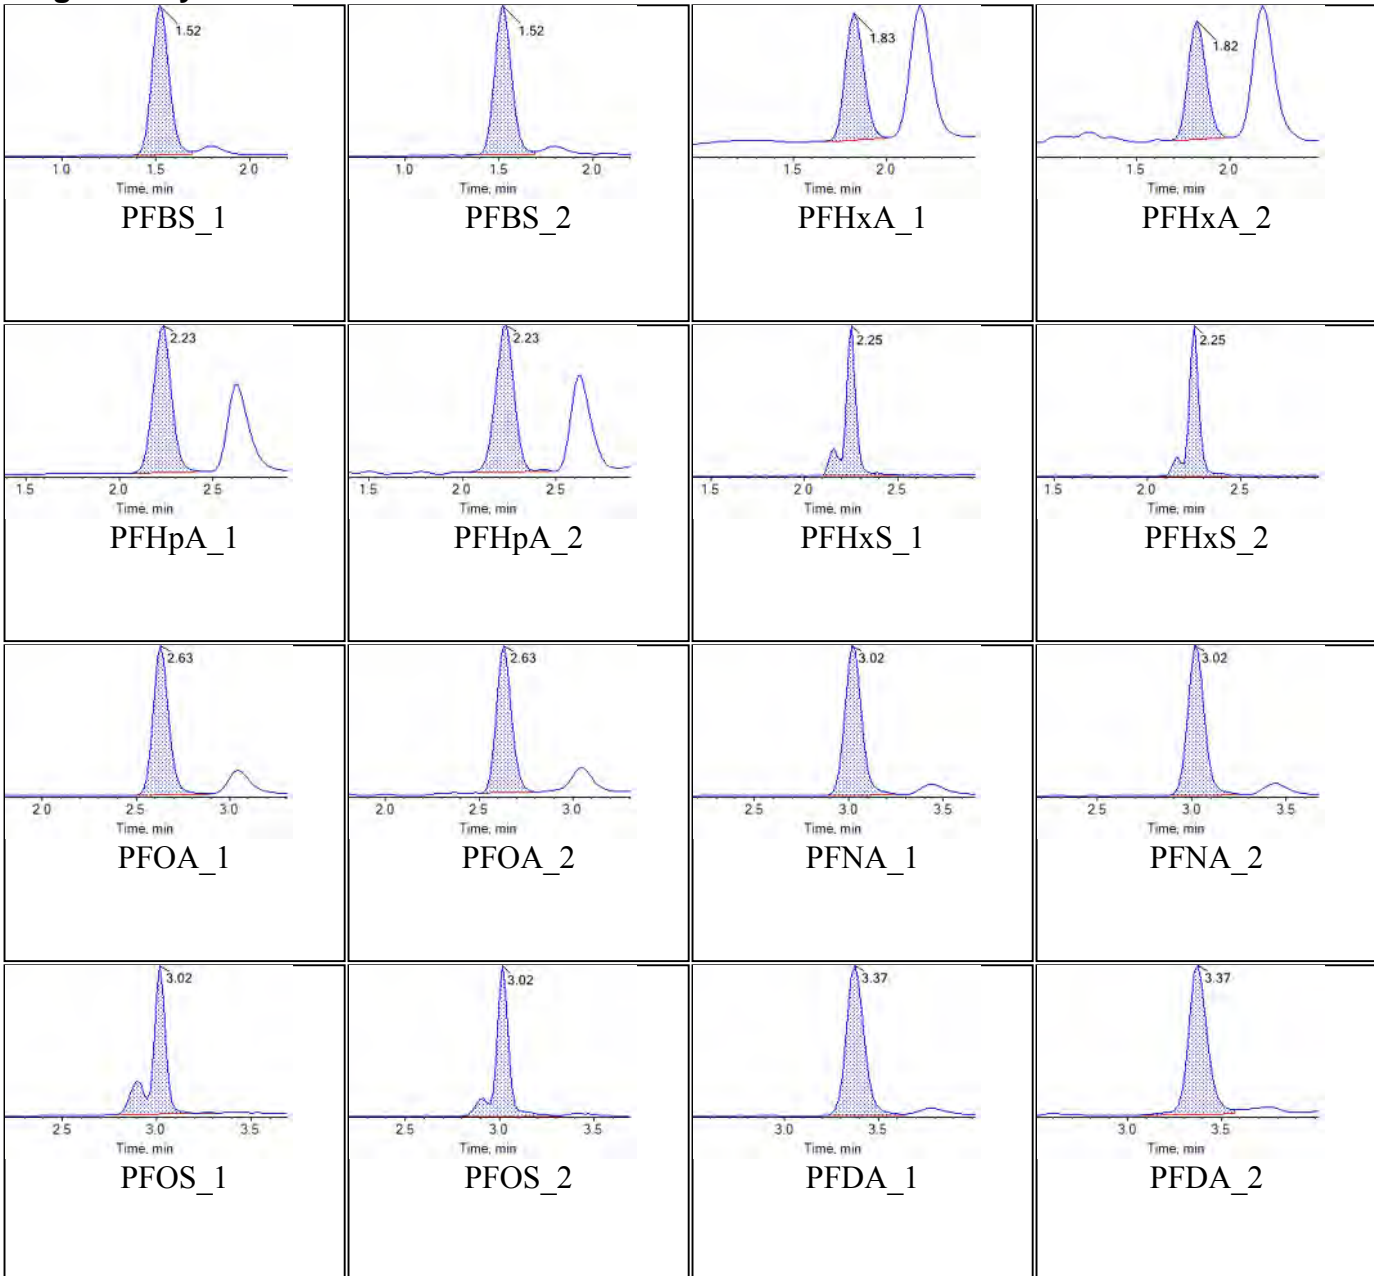 1.52 1.52 1.83 1.82
1.0 1.5 2.0 1.0 1.5 2.0 1.5 2.0 1.5 2.0
Time, min Time, min Time, min Time, min
PFBS_1 PFBS_2 PFHxA_1 PFHxA_2
2.23 2.23 2.25 2.25
1.5 2.0 2.5 1.5 2.0 2.5 1.5 2.0 2.5 1.5 2.0 2.5
Time, min Time, min Time, min Time, min
PFHpA_1 PFHpA_2 PFHxS_1 PFHxS_2
2.63 2.63 3.02 3.02
2.0 2.5 3.0 2.0 2.5 3.0 2.5 3.0 3.5 2.5 3.0 3.5
Time, min Time, min Time, min Time, min
PFOA_1 PFOA_2 PFNA_1 PFNA_2
3.02 3.02 3.37 3.37
2.5 3.0 3.5 2.5 3.0 3.5 3.0 3.5 3.0 3.5
Time, min Time, min Time, min Time, min
PFOS_1 PFOS_2 PFDA_1 PFDA_2